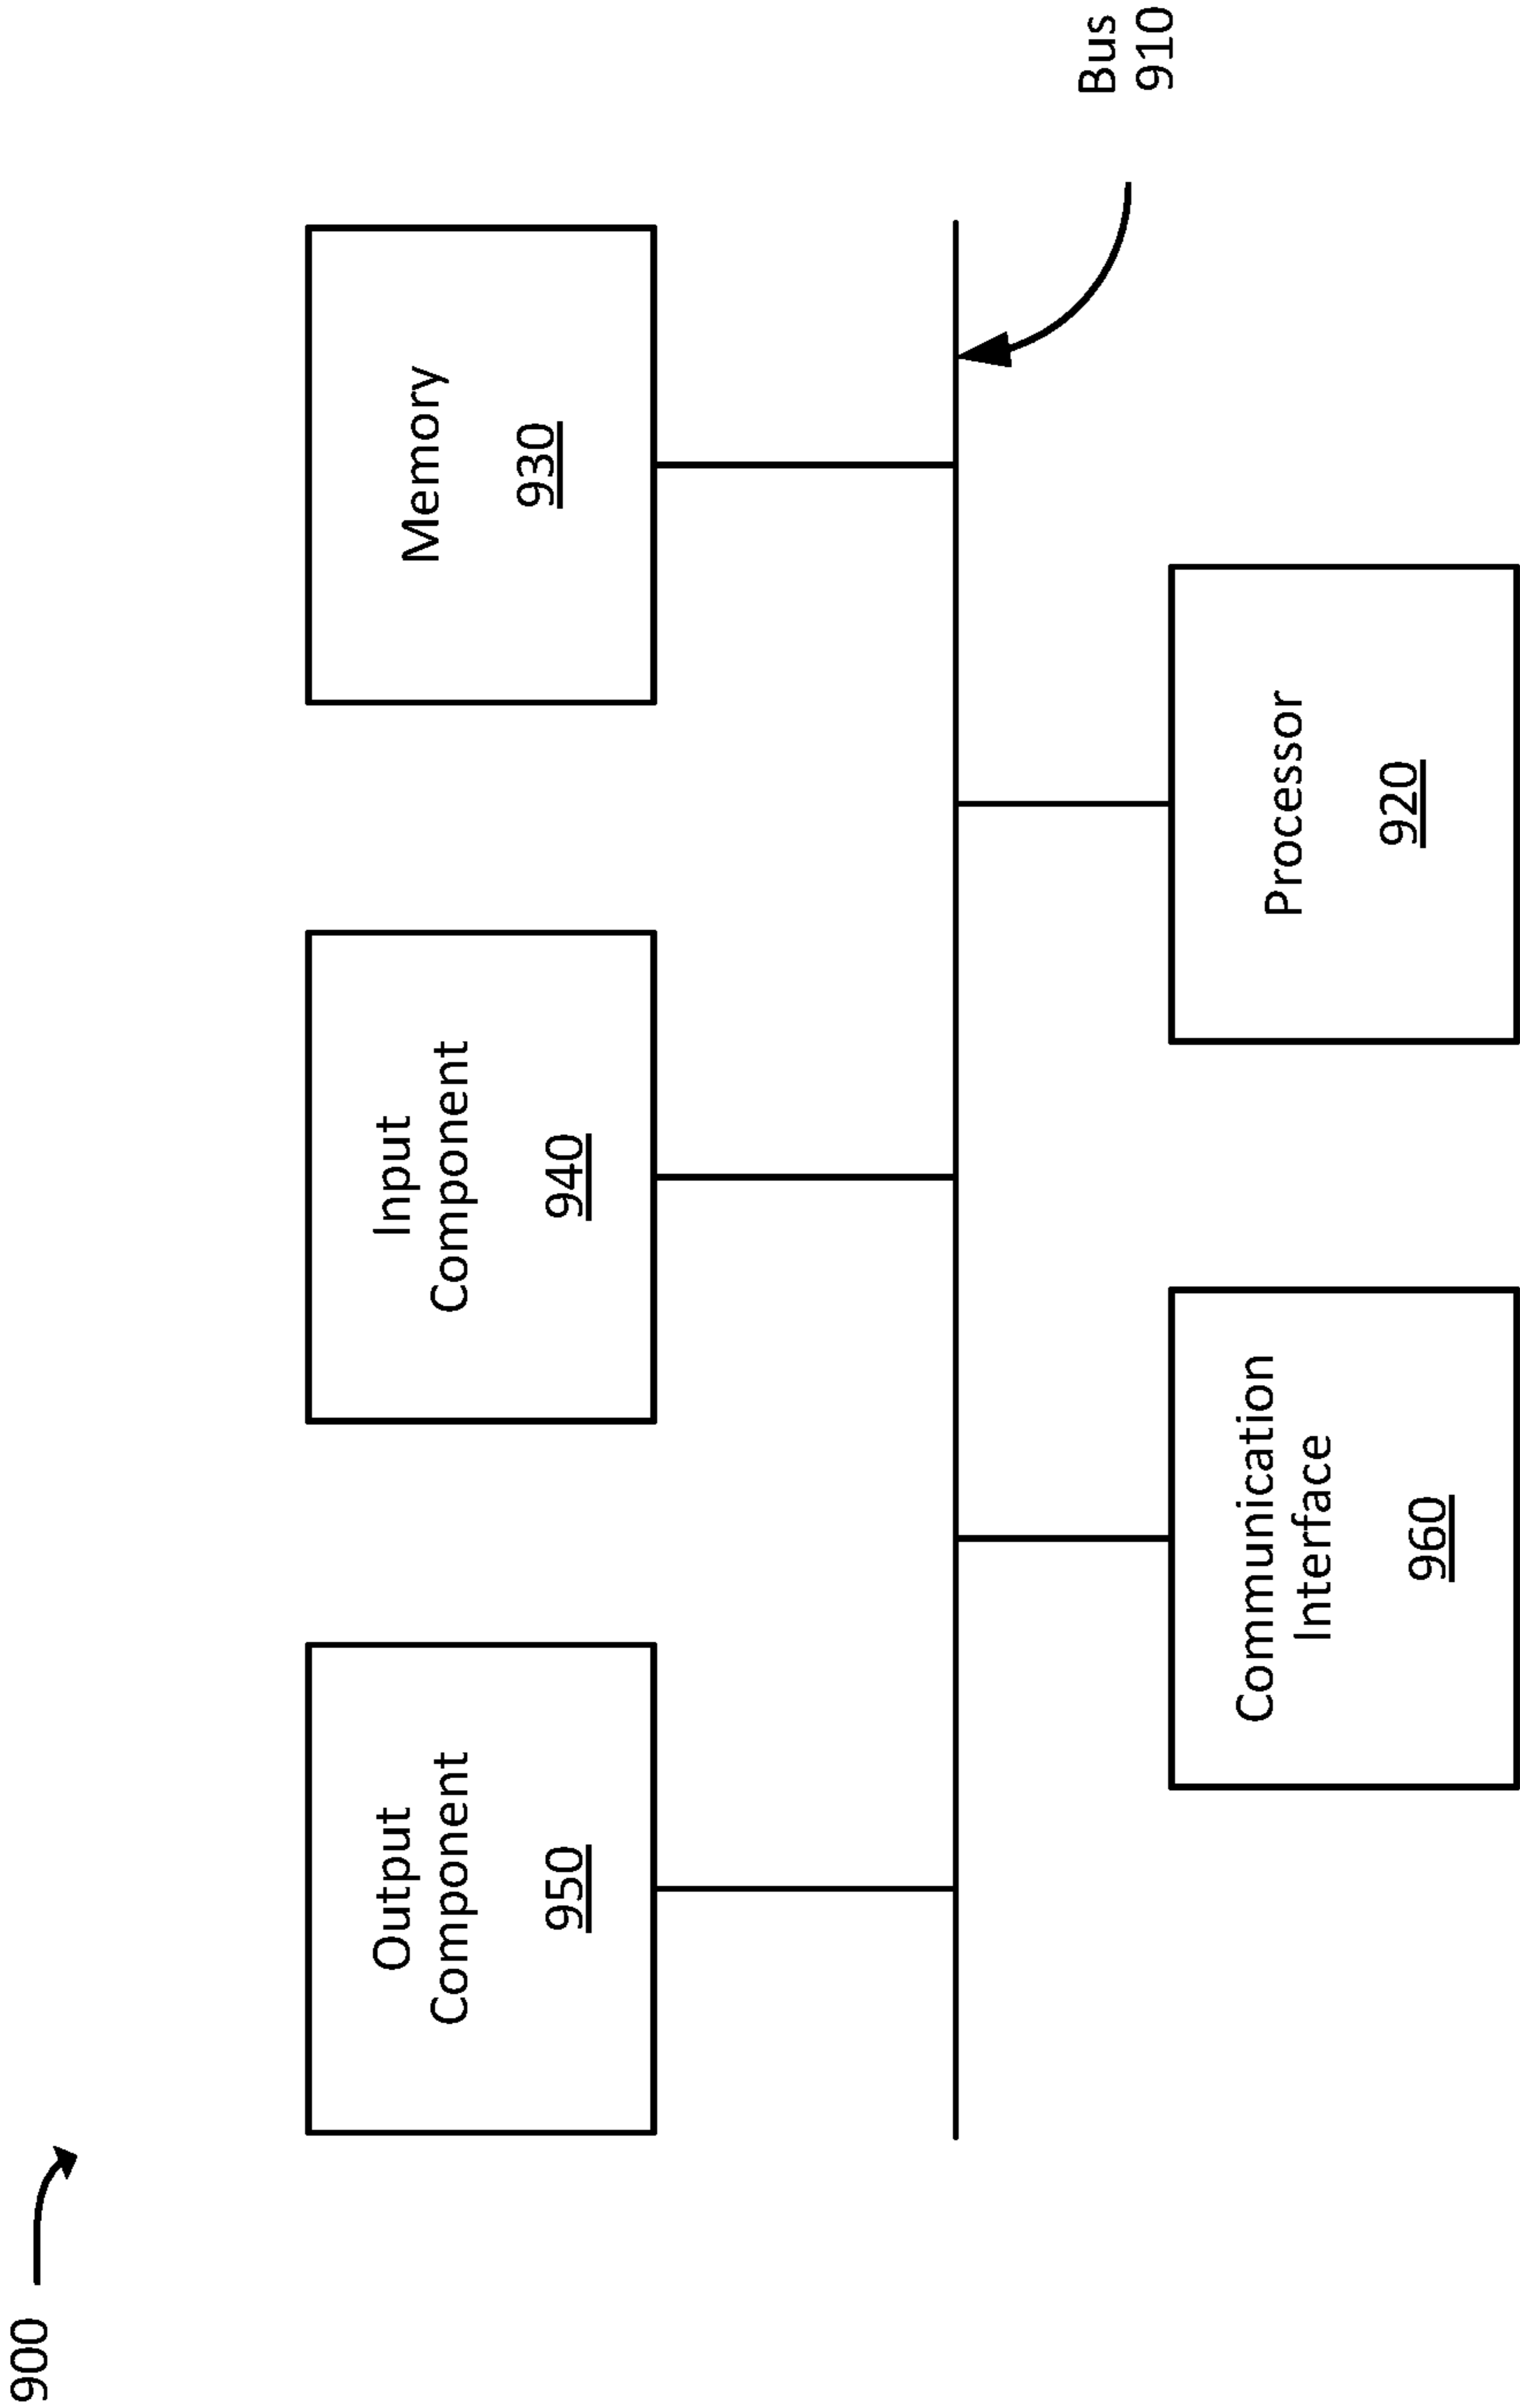 900
Output
Component
950
Input
Component
940
Memory
930
Bus
910
Communication
Interface
960
Processor
920